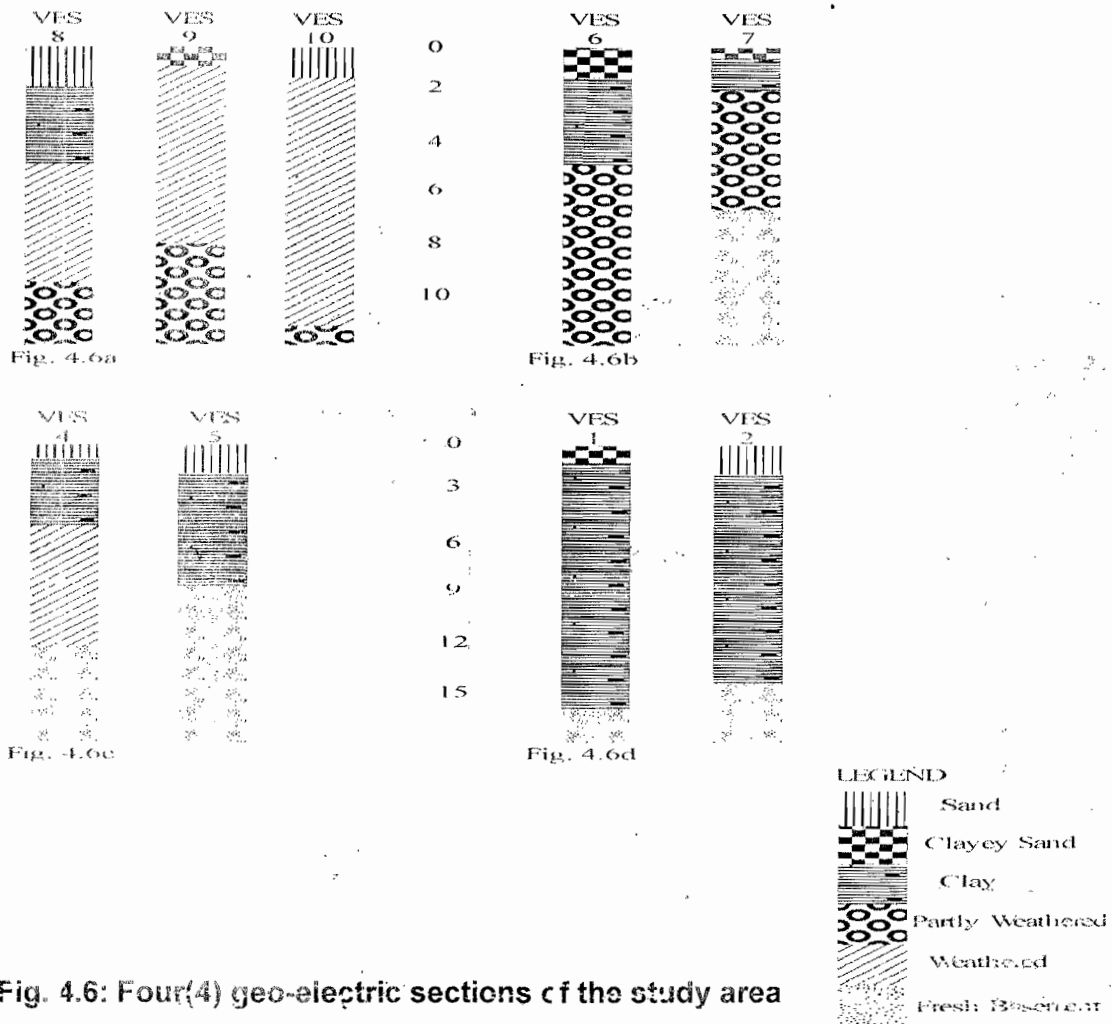 VES VES VES VES VES
8 9 10 6 7
0
2
4
6
8
10
Fig. 4.6a Fig. 4.6b
VES VES VES VES
4 5 1 2
0
3
6
9
12
15
Fig. 4.6c Fig. 4.6d
LEGEND
Sand
Clayey Sand
Clay
Partly Weathered
Weathered
Fresh Basement
Fig. 4.6: Four(4) geo-electric sections of the study area